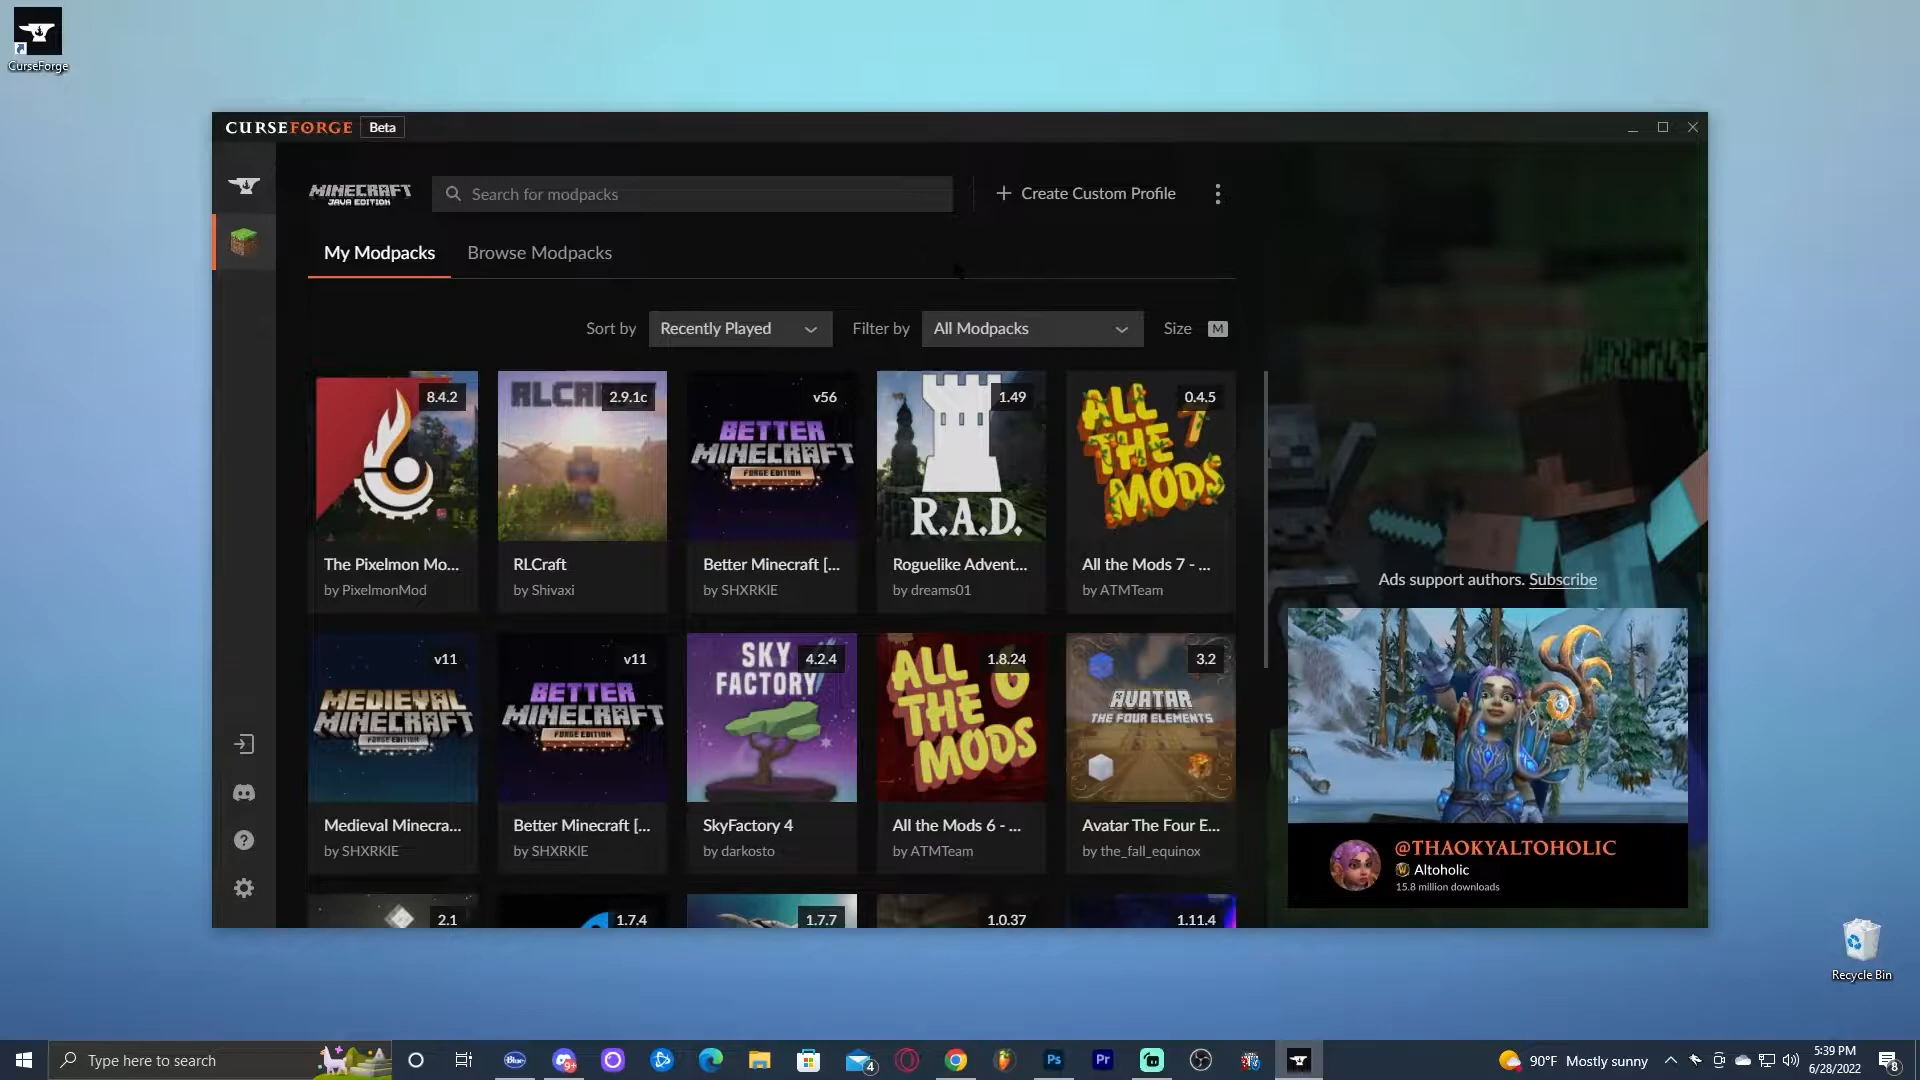 CurseForge
CURSEFORGE Beta
MINECRAFT
JAVA EDITION
Search for modpacks
Create Custom Profile
My Modpacks
Browse Modpacks
Sort by
Recently Played
Filter by
All Modpacks
Size
M
8.4.2
RLCRA
2.9.1c
v56
BETTER
MINECRAFT
FORGE EDITION
1.49
R.A.D.
0.4.5
ALL
THE 7
MODS
The Pixelmon Mo...
by PixelmonMod
RLCraft
by Shivaxi
Better Minecraft [...
by SHXRKIE
Roguelike Advent...
by dreams01
All the Mods 7 - ...
by ATMTeam
v11
MEDIEVAL
MINECRAFT
FORGE EDITION
v11
BETTER
MINECRAFT
FORGE EDITION
SKY
FACTORY
4.2.4
1.8.24
ALL 6
THE
MODS
3.2
AVATAR
THE FOUR ELEMENTS
Medieval Minecra...
by SHXRKIE
Better Minecraft [...
by SHXRKIE
SkyFactory 4
by darkosto
All the Mods 6 - ...
by ATMTeam
Avatar The Four E...
by the_fall_equinox
2.1
1.7.4
1.7.7
1.0.37
1.11.4
Ads support authors. Subscribe
@THAOKYALTOHOLIC
Altoholic
15.8 million downloads
Recycle Bin
Type here to search
Blue
9+
4
Ps
Pr
90°F Mostly sunny
5:39 PM
6/28/2022
8